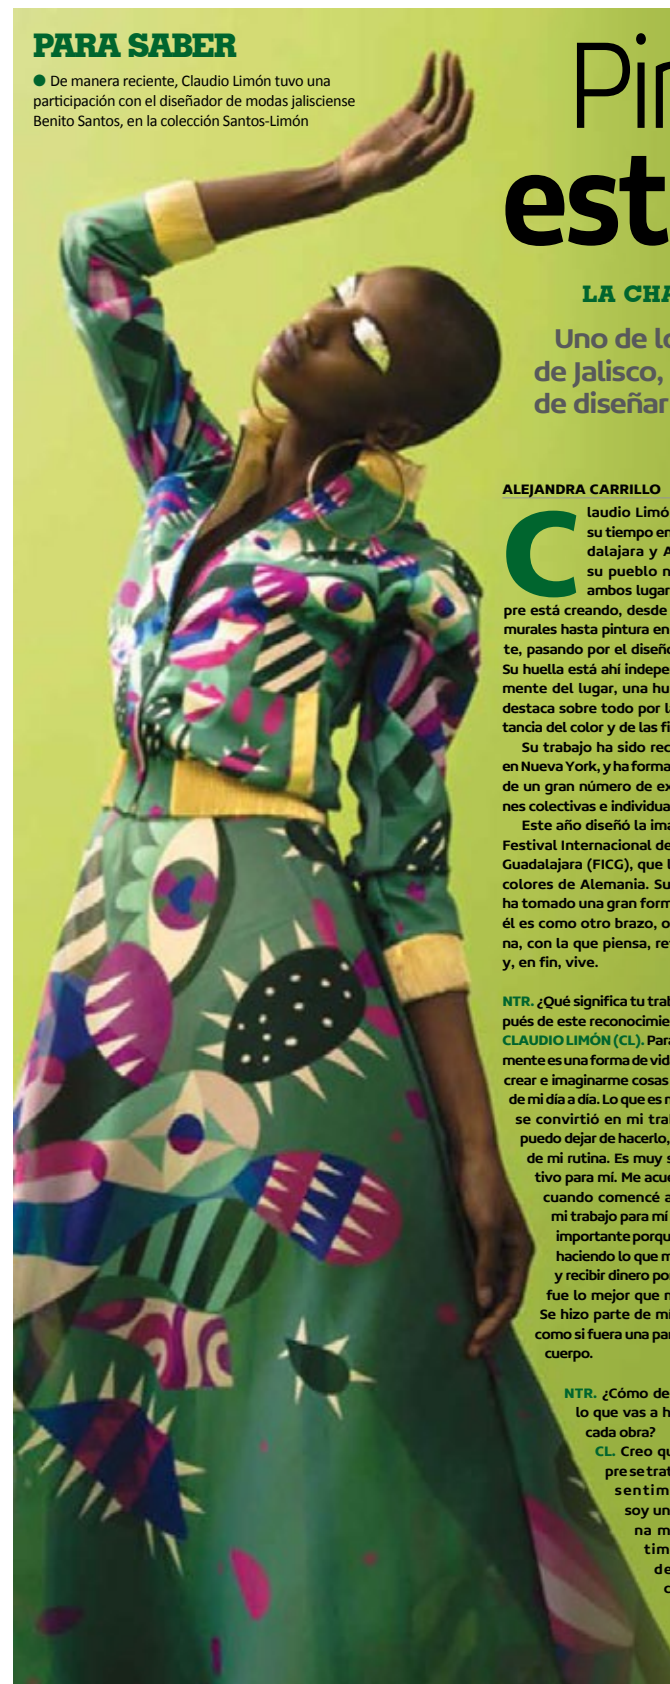 PARA SABER
● De manera reciente, Claudio Limón tuvo una
participación con el diseñador de modas jalisciense
Benito Santos, en la colección Santos-Limón
est
LA CHA
Uno de lo
de Jalisco,
de diseñar
ALEJANDRA CARRILLO
Claudio Limó
su tiempo en
dalajara y A
su pueblo n
ambos lugar
pre está creando, desde
murales hasta pintura en
te, pasando por el diseño
Su huella está ahí indepe
mente del lugar, una hu
destaca sobre todo por la
tancia del color y de las fi
Su trabajo ha sido rec
en Nueva York, y ha forma
de un gran número de ex
nes colectivas e individua
Este año diseñó la ima
Festival Internacional de
Guadalajara (FICG), que l
colores de Alemania. Su
ha tomado una gran form
él es como otro brazo, o
na, con la que piensa, re
y, en fin, vive.
NTR. ¿Qué significa tu trab
pués de este reconocimie
CLAUDIO LIMÓN (CL). Para
mente es una forma de vida
crear e imaginarme cosas
de mi día a día. Lo que es m
se convirtió en mi trab
puedo dejar de hacerlo,
de mi rutina. Es muy s
tivo para mí. Me acue
cuando comencé a
mi trabajo para mí
importante porqu
haciendo lo que m
y recibir dinero por
fue lo mejor que m
Se hizo parte de mí
como si fuera una par
cuerpo.
NTR. ¿Cómo de
lo que vas a h
cada obra?
CL. Creo qu
pre se trat
sentim
soy un
na m
tim
de
c